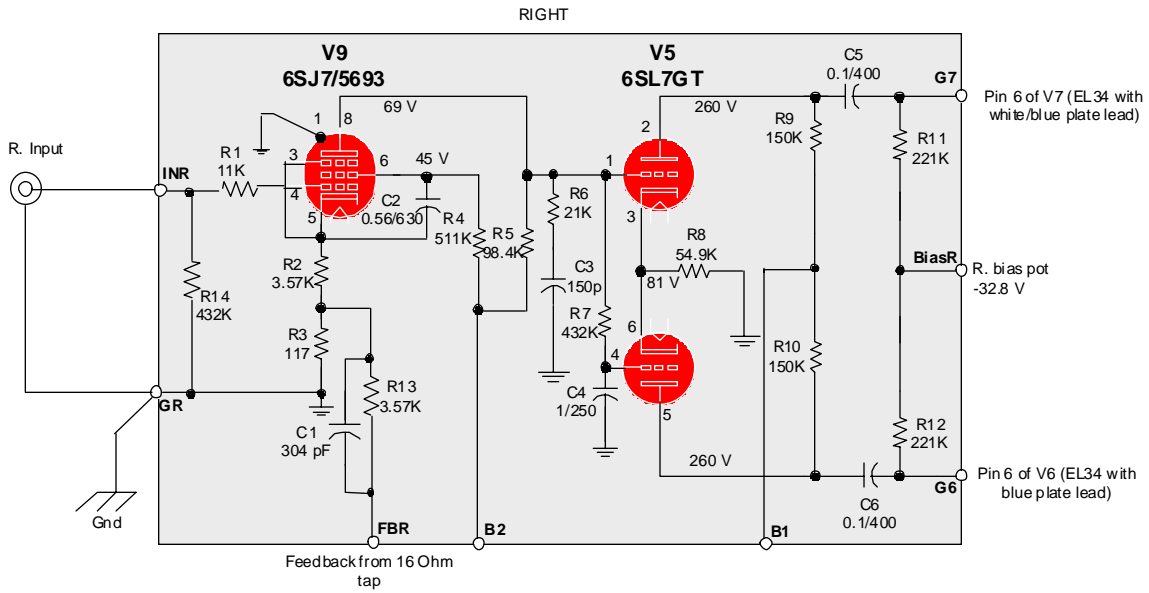 RIGHT
V9
6SJ7/5693
V5
6SL7GT
C5
0.1/400
G7
Pin 6 of V7 (EL34 with
white/blue plate lead)
69 V
260 V
1
8
2
R9
150K
R11
221K
R. Input
INR
R1
11K
3
4
5
6
45 V
C2
0.56/630
R4
511K
R5
98.4K
R6
21K
1
3
R8
54.9K
81 V
BiasR
R. bias pot
-32.8 V
R2
3.57K
C3
150p
R14
432K
R7
432K
6
4
5
R10
150K
R3
117
R13
3.57K
C4
1/250
R12
221K
GR
C1
304 pF
260 V
G6
Pin 6 of V6 (EL34 with
blue plate lead)
C6
0.1/400
Gnd
FBR
B2
B1
Feedback from 16 Ohm
tap